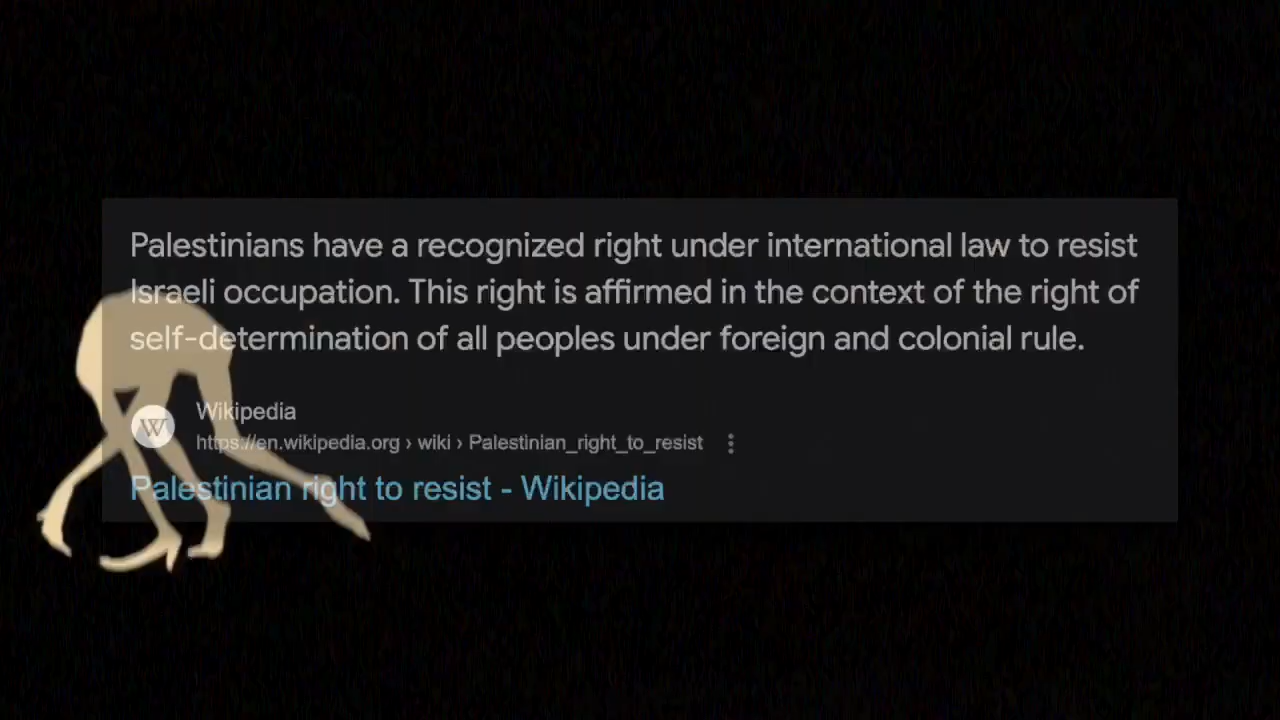 Palestinians have a recognized right under international law to resist
Israeli occupation. This right is affirmed in the context of the right of
self-determination of all peoples under foreign and colonial rule.
W
Wikipedia
https://en.wikipedia.org › wiki › Palestinian_right_to_resist
Palestinian right to resist - Wikipedia